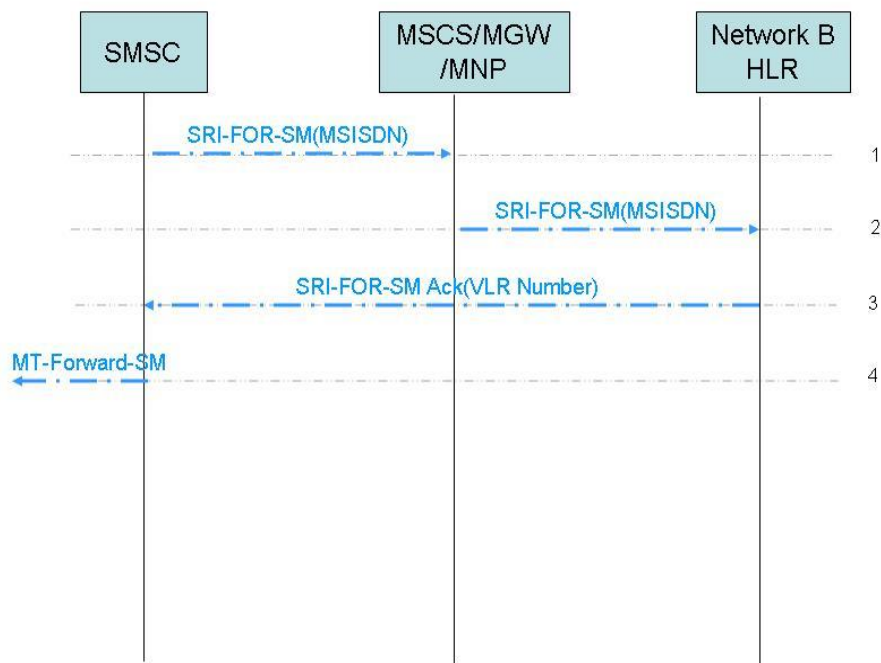 SMSC
MSCS/MGW
/MNP
Network B
HLR
SRI-FOR-SM(MSISDN)
1
SRI-FOR-SM(MSISDN)
2
SRI-FOR-SM Ack(VLR Number)
3
MT-Forward-SM
4